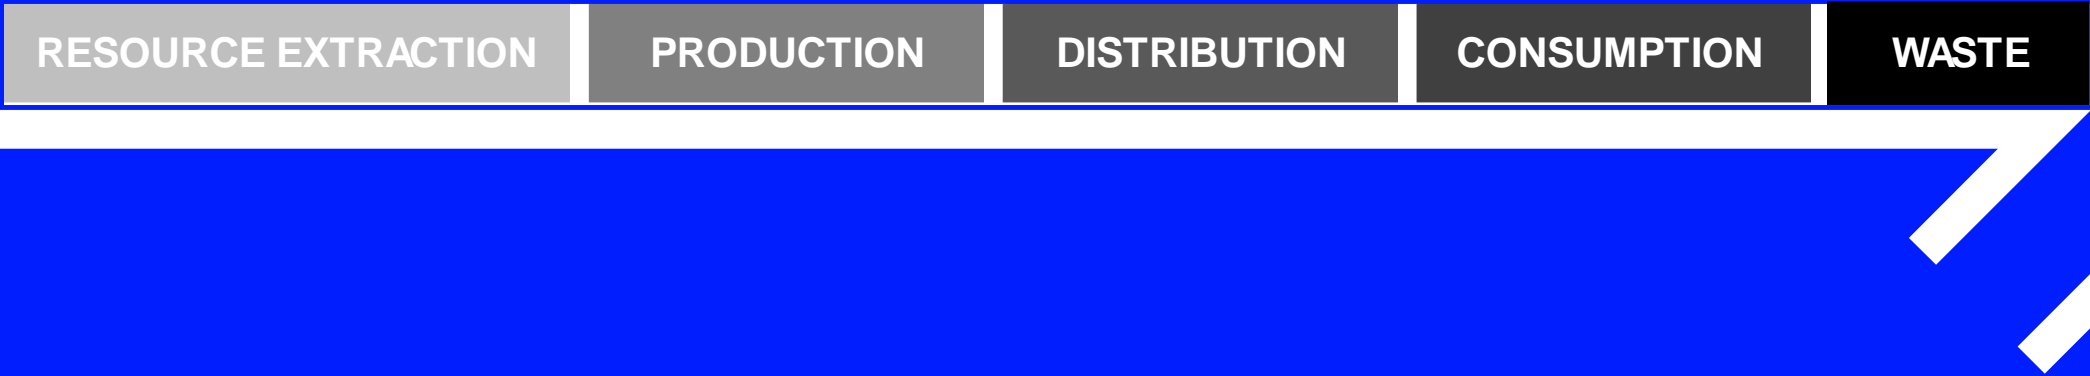 RESOURCE EXTRACTION PRODUCTION DISTRIBUTION CONSUMPTION WASTE